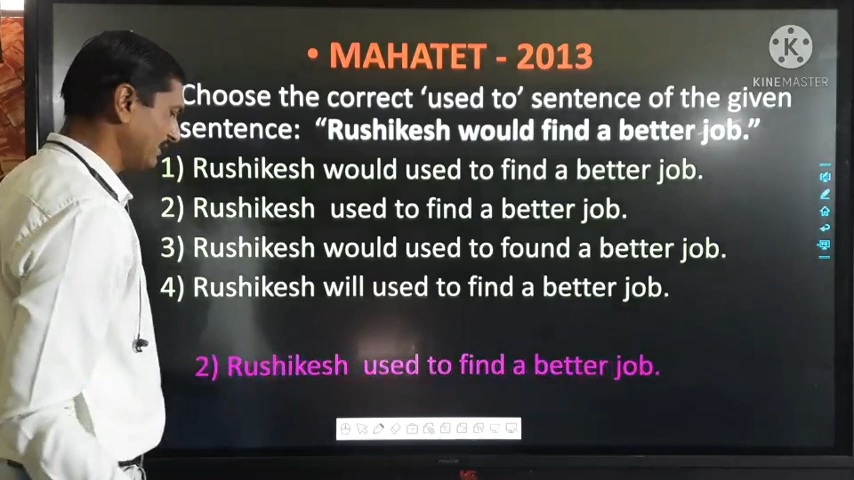 • MAHATET - 2013
K
KINEMASTER
Choose the correct ‘used to’ sentence of the given
sentence: “Rushikesh would find a better job.”
1) Rushikesh would used to find a better job.
2) Rushikesh used to find a better job.
3) Rushikesh would used to found a better job.
4) Rushikesh will used to find a better job.
2) Rushikesh used to find a better job.